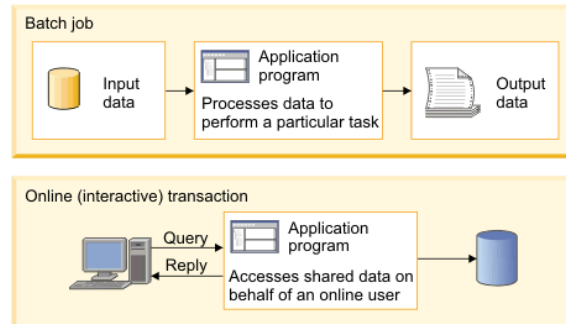 Batch job
Input
data
Application
program
Processes data to
perform a particular task
Output
data
Online (interactive) transaction
Query
Reply
Application
program
Accesses shared data on
behalf of an online user